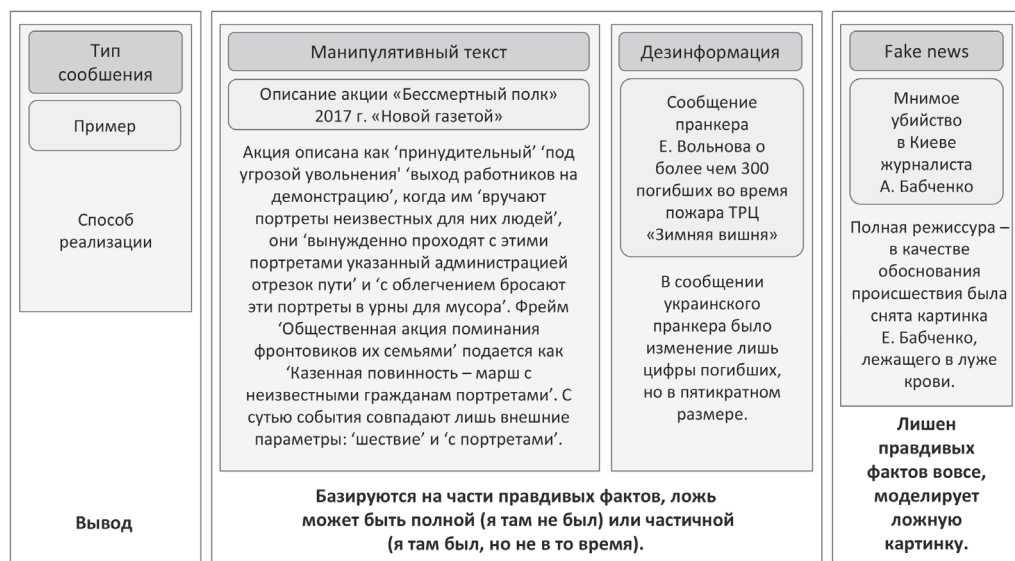 Тип
сообшения
Пример
Способ
реализации
Вывод
Манипулятивный текст
Описание акции «Бессмертный полк»
2017 г. «Новой газетой»
Акция описана как ‘принудительный’ ‘под
угрозой увольнения' ‘выход работников на
демонстрацию’, когда им ‘вручают
портреты неизвестных для них людей’,
они ‘вынужденно проходят с этими
портретами указанный администрацией
отрезок пути’ и ‘с облегчением бросают
эти портреты в урны для мусора’. Фрейм
‘Общественная акция поминания
фронтовиков их семьями’ подается как
‘Казенная повинность – марш с
неизвестными гражданам портретами’. С
сутью события совпадают лишь внешние
параметры: ‘шествие’ и ‘с портретами’.
Дезинформация
Сообщение
пранкера
Е. Вольнова о
более чем 300
погибших во время
пожара ТРЦ
«Зимняя вишня»
В сообщении
украинского
пранкера было
изменение лишь
цифры погибших,
но в пятикратном
размере.
Базируются на части правдивых фактов, ложь
может быть полной (я там не был) или частичной
(я там был, но не в то время).
Fake news
Мнимое
убийство
в Киеве
журналиста
А. Бабченко
Полная режиссура –
в качестве
обоснования
происшествия была
снята картинка
Е. Бабченко,
лежащего в луже
крови.
Лишен
правдивых
фактов вовсе,
моделирует
ложную
картинку.